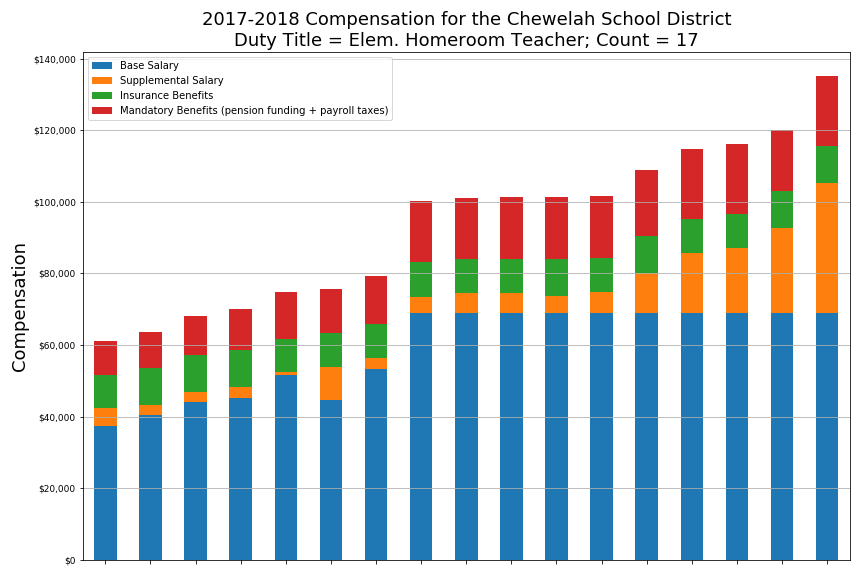 2017-2018 Compensation for the Chewelah School District
Duty Title = Elem. Homeroom Teacher; Count = 17
Base Salary
Supplemental Salary
Insurance Benefits
Mandatory Benefits (pension funding + payroll taxes)
Compensation
$140,000
$120,000
$100,000
$80,000
$60,000
$40,000
$20,000
$0